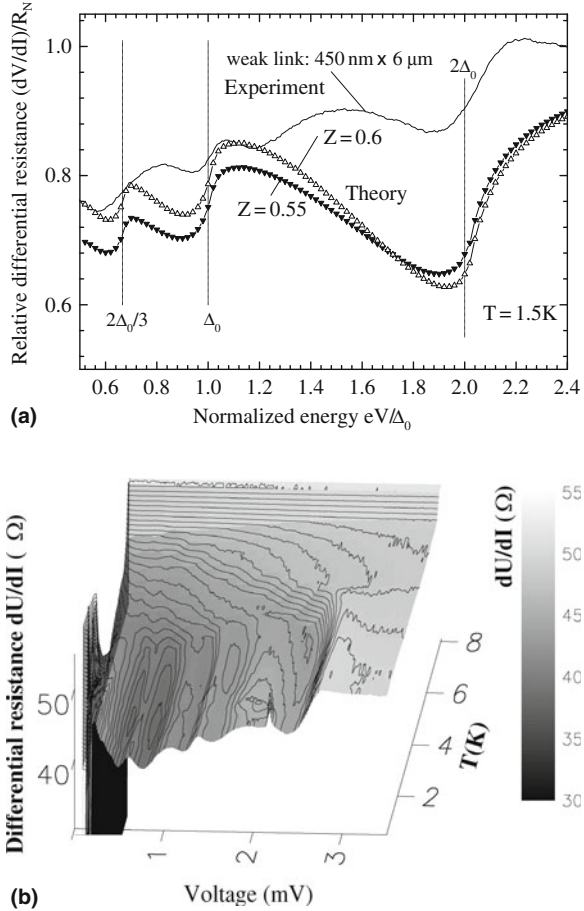 Relative differential resistance (dV/dI)/R_N
1.0
0.8
0.6
weak link: 450 nm x 6 µm
Experiment
2Δ₀
Z = 0.6
Theory
Z = 0.55
2Δ₀/3
Δ₀
T = 1.5K
0.6 0.8 1.0 1.2 1.4 1.6 1.8 2.0 2.2 2.4
(a) Normalized energy eV/Δ₀
Differential resistance dU/dI ( Ω)
50
40
1 2 3
Voltage (mV)
8
6
4
2
T(K)
dU/dI (Ω)
55
50
45
40
35
30
(b)